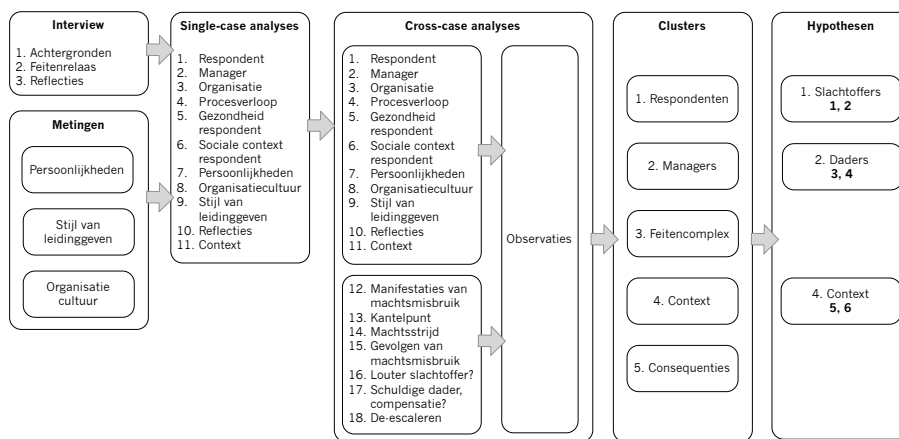 Interview
1. Achtergronden
2. Feitenrelaas
3. Reflecties
Metingen
Persoonlijkheden
Stijl van
leidinggeven
Organisatie
cultuur
Single-case analyses
1. Respondent
2. Manager
3. Organisatie
4. Procesverloop
5. Gezondheid
respondent
6. Sociale context
respondent
7. Persoonlijkheden
8. Organisatiecultuur
9. Stijl van
leidinggeven
10. Reflecties
11. Context
Cross-case analyses
1. Respondent
2. Manager
3. Organisatie
4. Procesverloop
5. Gezondheid
respondent
6. Sociale context
respondent
7. Persoonlijkheden
8. Organisatiecultuur
9. Stijl van
leidinggeven
10. Reflecties
11. Context
12. Manifestaties van
machtsmisbruik
13. Kantelpunt
14. Machtsstrijd
15. Gevolgen van
machtsmisbruik
16. Louter slachtoffer?
17. Schuldige dader,
compensatie?
18. De-escaleren
Observaties
Clusters
1. Respondenten
2. Managers
3. Feitencomplex
4. Context
5. Consequenties
Hypothesen
1. Slachtoffers
1, 2
2. Daders
3, 4
4. Context
5, 6